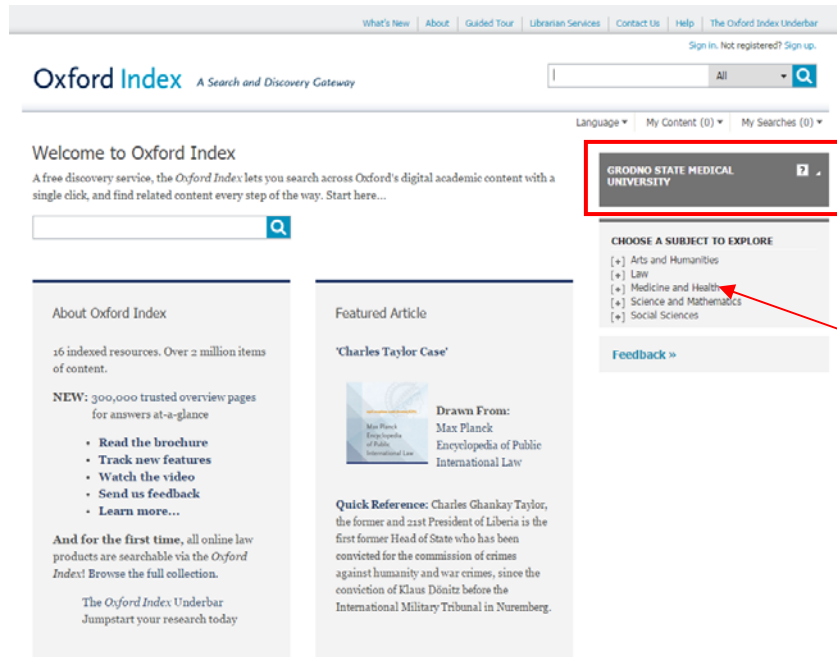 What's New | About | Guided Tour | Librarian Services | Contact Us | Help | The Oxford Index Underbar
Sign in. Not registered? Sign up.
Oxford Index A Search and Discovery Gateway
All
Language My Content (0) My Searches (0)
Welcome to Oxford Index
A free discovery service, the Oxford Index lets you search across Oxford's digital academic content with a
single click, and find related content every step of the way. Start here...
GRODNO STATE MEDICAL
UNIVERSITY
?
CHOOSE A SUBJECT TO EXPLORE
[+] Arts and Humanities
[+] Law
[+] Medicine and Health
[+] Science and Mathematics
[+] Social Sciences
Feedback »
About Oxford Index
16 indexed resources. Over 2 million items
of content.
NEW: 300,000 trusted overview pages
for answers at-a-glance
• Read the brochure
• Track new features
• Watch the video
• Send us feedback
• Learn more...
And for the first time, all online law
products are searchable via the Oxford
Index! Browse the full collection.
The Oxford Index Underbar
Jumpstart your research today
Featured Article
'Charles Taylor Case'
Max Planck
Encyclopedia
of Public
International Law
Drawn From:
Max Planck
Encyclopedia of Public
International Law
Quick Reference: Charles Ghankay Taylor,
the former and 21st President of Liberia is the
first former Head of State who has been
convicted for the commission of crimes
against humanity and war crimes, since the
conviction of Klaus Dönitz before the
International Military Tribunal in Nuremberg.